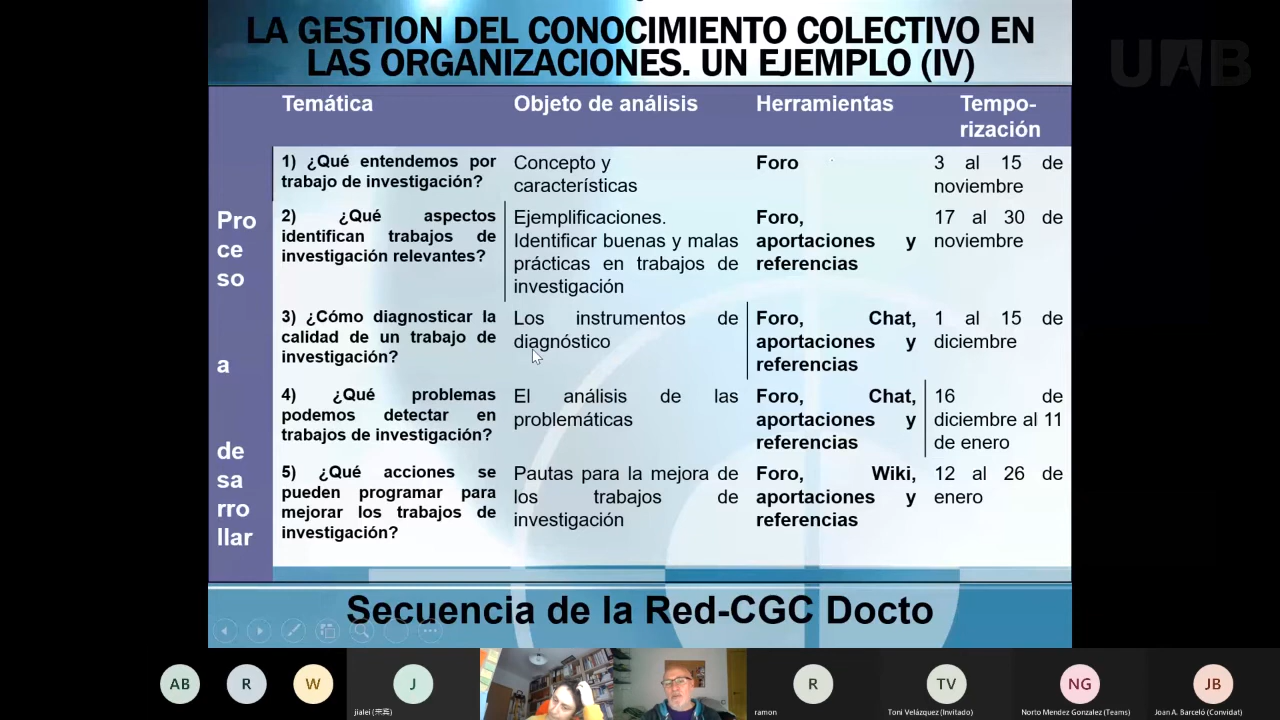 LA GESTION DEL CONOCIMIENTO COLECTIVO EN
LAS ORGANIZACIONES. UN EJEMPLO (IV)
UAB
Temática
Objeto de análisis
Herramientas
Tempo-
rización
Pro
ce
so
a
de
sa
rro
llar
1) ¿Qué entendemos por
trabajo de investigación?
Concepto y
características
Foro
3 al 15 de
noviembre
2) ¿Qué aspectos
identifican trabajos de
investigación relevantes?
Ejemplificaciones.
Identificar buenas y malas
prácticas en trabajos de
investigación
Foro,
aportaciones y
referencias
17 al 30 de
noviembre
3) ¿Cómo diagnosticar la
calidad de un trabajo de
investigación?
Los instrumentos de
diagnóstico
Foro, Chat,
aportaciones y
referencias
1 al 15 de
diciembre
4) ¿Qué problemas
podemos detectar en
trabajos de investigación?
El análisis de las
problemáticas
Foro, Chat,
aportaciones y
referencias
16 de
diciembre al 11
de enero
5) ¿Qué acciones se
pueden programar para
mejorar los trabajos de
investigación?
Pautas para la mejora de
los trabajos de
investigación
Foro, Wiki,
aportaciones y
referencias
12 al 26 de
enero
Secuencia de la Red-CGC Docto
AB
R
W
J
R
TV
NG
JB
jialei
ramon
Toni Velázquez (Invitado)
Norto Mendez Gonzalez (Teams)
Joan A. Barceló (Convidat)